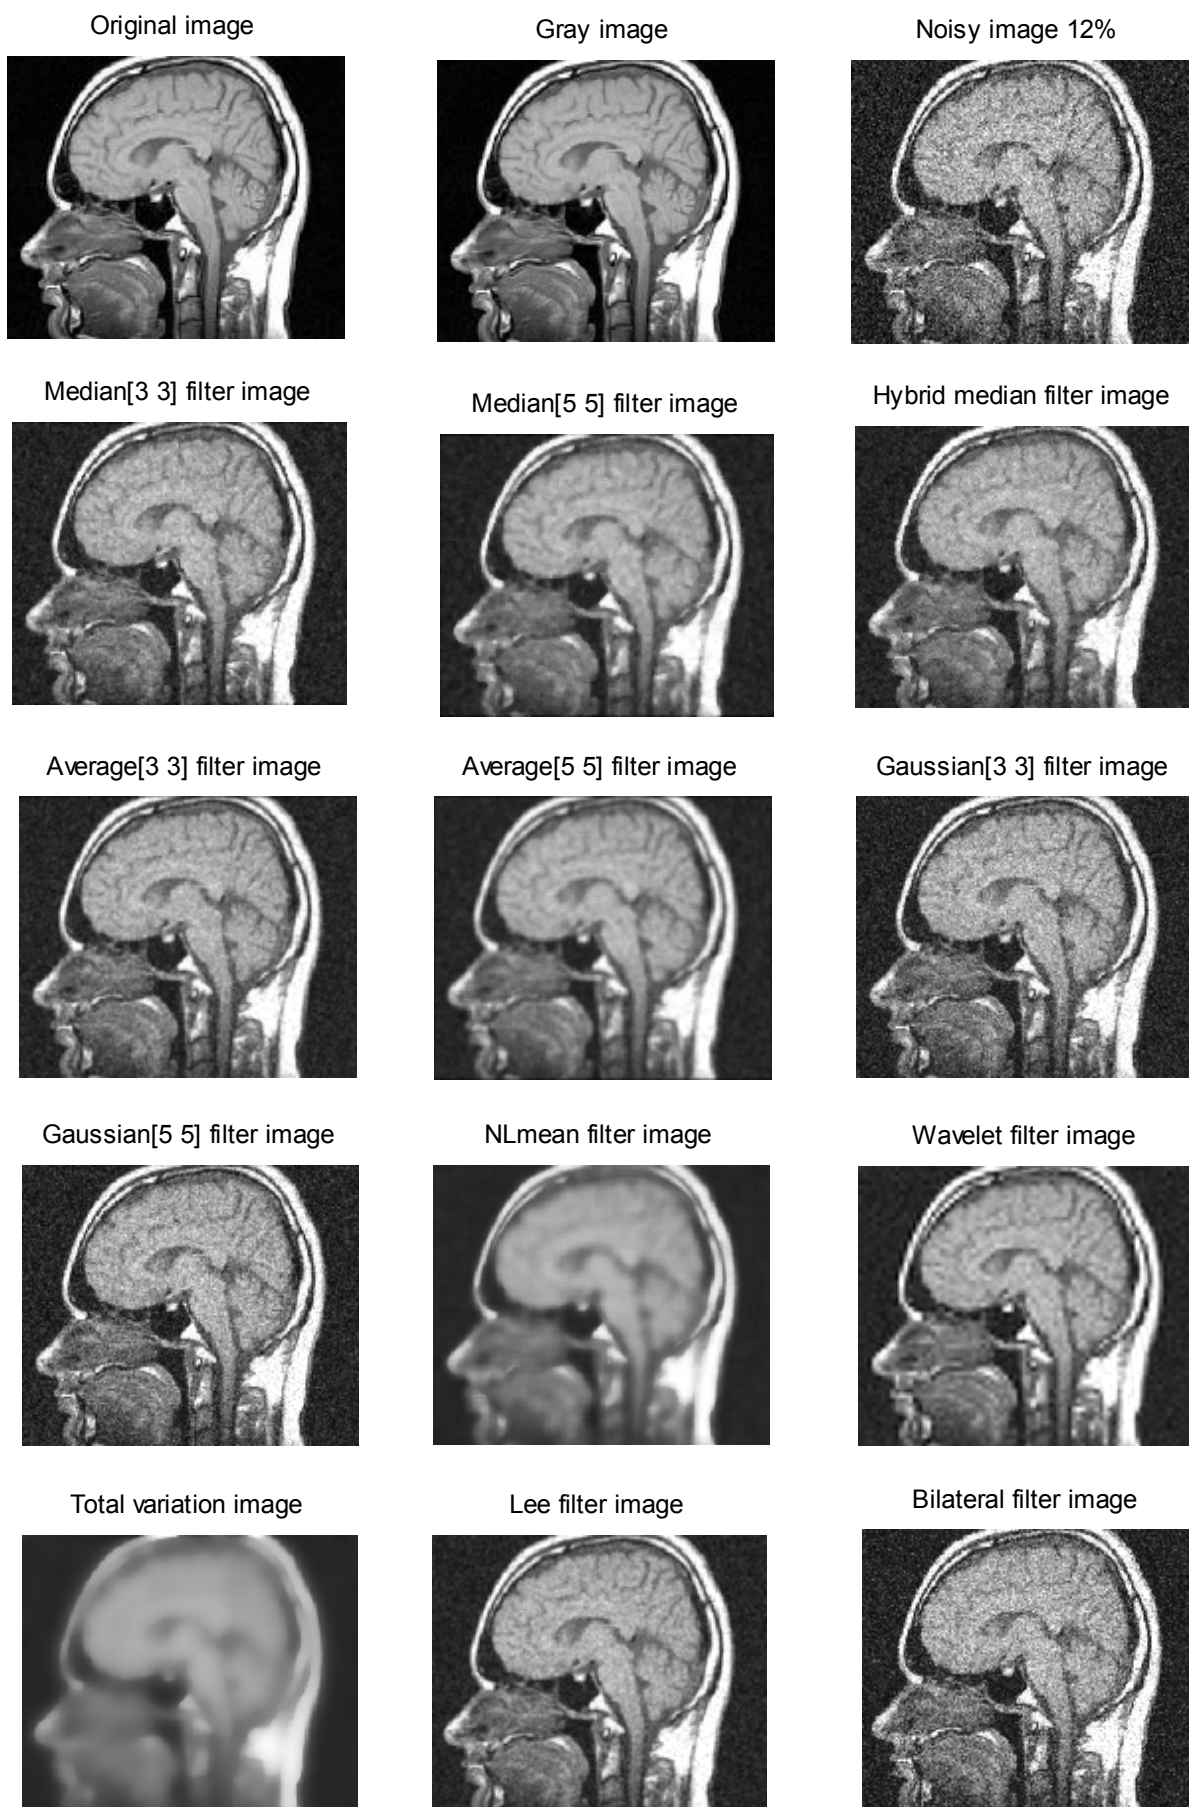 Original image
Gray image
Noisy image 12%
Median[3 3] filter image
Median[5 5] filter image
Hybrid median filter image
Average[3 3] filter image
Average[5 5] filter image
Gaussian[3 3] filter image
Gaussian[5 5] filter image
NLmean filter image
Wavelet filter image
Total variation image
Lee filter image
Bilateral filter image